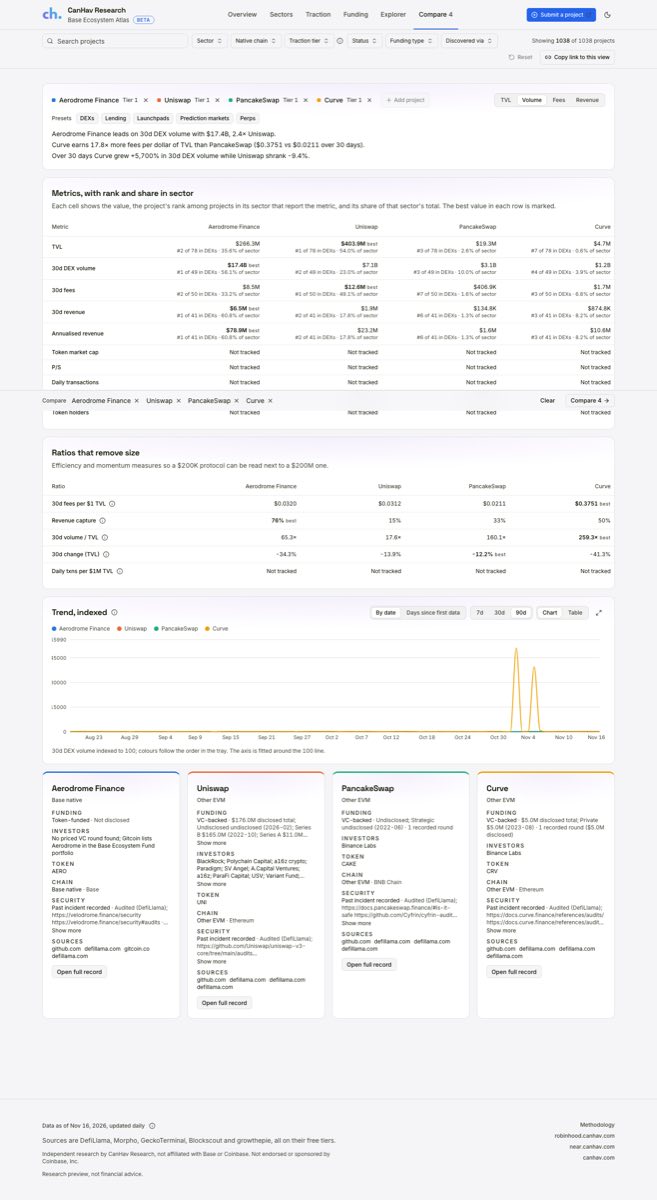 ch. CanHav Research
Base Ecosystem Atlas BETA
Overview Sectors Traction Funding Explorer Compare 4
Submit a project
Search projects
Sector Native chain Traction tier Status Funding type Discovered via
Showing 1038 of 1038 projects
Reset Copy link to this view
Aerodrome Finance Tier 1 × Uniswap Tier 1 × PancakeSwap Tier 1 × Curve Tier 1 × + Add project
TVL Volume Fees Revenue
Presets DEXs Lending Launchpads Prediction markets Perps
Aerodrome Finance leads on 30d DEX volume with $17.4B, 2.4× Uniswap.
Curve earns 17.8× more fees per dollar of TVL than PancakeSwap ($0.3751 vs $0.0211 over 30 days).
Over 30 days Curve grew +5,700% in 30d DEX volume while Uniswap shrank -9.4%.
Metrics, with rank and share in sector
Each cell shows the value, the project's rank among projects in its sector that report the metric, and its share of that sector's total. The best value in each row is marked.
Metric Aerodrome Finance Uniswap PancakeSwap Curve
TVL $266.3M $403.9M best $19.3M $4.7M
#2 of 78 in DEXs · 35.6% of sector #1 of 78 in DEXs · 54.0% of sector #3 of 78 in DEXs · 2.6% of sector #7 of 78 in DEXs · 0.6% of sector
30d DEX volume $17.4B best $7.1B $3.1B $1.2B
#1 of 49 in DEXs · 56.1% of sector #2 of 49 in DEXs · 23.0% of sector #3 of 49 in DEXs · 10.0% of sector #4 of 49 in DEXs · 3.9% of sector
30d fees $8.5M $12.6M best $406.9K $1.7M
#2 of 50 in DEXs · 33.2% of sector #1 of 50 in DEXs · 49.1% of sector #7 of 50 in DEXs · 1.6% of sector #3 of 50 in DEXs · 6.8% of sector
30d revenue $6.5M best $1.9M $134.8K $874.8K
#1 of 41 in DEXs · 60.8% of sector #2 of 41 in DEXs · 17.8% of sector #6 of 41 in DEXs · 1.3% of sector #3 of 41 in DEXs · 8.2% of sector
Annualised revenue $78.9M best $23.2M $1.6M $10.6M
#1 of 41 in DEXs · 60.8% of sector #2 of 41 in DEXs · 17.8% of sector #6 of 41 in DEXs · 1.3% of sector #3 of 41 in DEXs · 8.2% of sector
Token market cap Not tracked Not tracked Not tracked Not tracked
P/S Not tracked Not tracked Not tracked Not tracked
Daily transactions Not tracked Not tracked Not tracked Not tracked
Compare Aerodrome Finance × Uniswap × PancakeSwap × Curve × Clear Compare 4 →
Token holders Not tracked Not tracked Not tracked Not tracked
Ratios that remove size
Efficiency and momentum measures so a $200K protocol can be read next to a $200M one.
Ratio Aerodrome Finance Uniswap PancakeSwap Curve
30d fees per $1 TVL $0.0320 $0.0312 $0.0211 $0.3751 best
Revenue capture 76% best 15% 33% 50%
30d volume / TVL 65.3× 17.6× 160.1× 259.3× best
30d change (TVL) -34.3% -13.9% -12.2% best -41.3%
Daily txns per $1M TVL Not tracked Not tracked Not tracked Not tracked
Trend, indexed
By date Days since first data 7d 30d 90d Chart Table
Aerodrome Finance Uniswap PancakeSwap Curve
0
Aug 23 Aug 29 Sep 4 Sep 9 Sep 15 Sep 21 Sep 27 Oct 2 Oct 7 Oct 12 Oct 18 Oct 24 Oct 30 Nov 4 Nov 10 Nov 16
30d DEX volume indexed to 100; colours follow the order in the tray. The axis is fitted around the 100 line.
Aerodrome Finance
Base native
FUNDING
Token-funded · Not disclosed
INVESTORS
No priced VC round found; Gitcoin lists
Aerodrome in the Base Ecosystem Fund
portfolio
TOKEN
AERO
CHAIN
Base native · Base
SECURITY
Past incident recorded · Audited (DefiLlama);
https://velodrome.finance/security
https://velodrome.finance/security#audits ·...
Show more
SOURCES
github.com defillama.com gitcoin.co
defillama.com
Open full record
Uniswap
Other EVM
FUNDING
VC-backed · $176.0M disclosed total;
Undisclosed undisclosed (2026-02); Series
B $165.0M (2022-10); Series A $11.0M...
Show more
INVESTORS
BlackRock; Polychain Capital; a16z crypto;
Paradigm; SV Angel; A.Capital Ventures;
a16z; ParaFi Capital; USV; Variant Fund;...
Show more
TOKEN
UNI
CHAIN
Other EVM · Ethereum
SECURITY
Past incident recorded · Audited (DefiLlama);
https://github.com/Uniswap/uniswap-v3-
core/tree/main/audits...
Show more
SOURCES
github.com defillama.com defillama.com
defillama.com
Open full record
PancakeSwap
Other EVM
FUNDING
VC-backed · Undisclosed; Strategic
undisclosed (2022-06) · 1 recorded round
INVESTORS
Binance Labs
TOKEN
CAKE
CHAIN
Other EVM · BNB Chain
SECURITY
Past incident recorded · Audited (DefiLlama);
https://docs.pancakeswap.finance/#is-it-
safe https://github.com/Cyfrin/cyfrin-audit...
Show more
SOURCES
github.com defillama.com defillama.com
defillama.com
Open full record
Curve
Other EVM
FUNDING
VC-backed · $5.0M disclosed total; Private
$5.0M (2023-08) · 1 recorded round ($5.0M
disclosed)
INVESTORS
Binance Labs
TOKEN
CRV
CHAIN
Other EVM · Ethereum
SECURITY
Past incident recorded · Audited (DefiLlama);
https://docs.curve.finance/references/audits/
https://docs.curve.finance/references/audit...
Show more
SOURCES
github.com defillama.com defillama.com
defillama.com
Open full record
Data as of Nov 16, 2026, updated daily
Sources are DefiLlama, Morpho, GeckoTerminal, Blockscout and growthepie, all on their free tiers.
Independent research by CanHav Research, not affiliated with Base or Coinbase. Not endorsed or sponsored by
Coinbase, Inc.
Research preview, not financial advice.
Methodology
robinhood.canhav.com
near.canhav.com
canhav.com